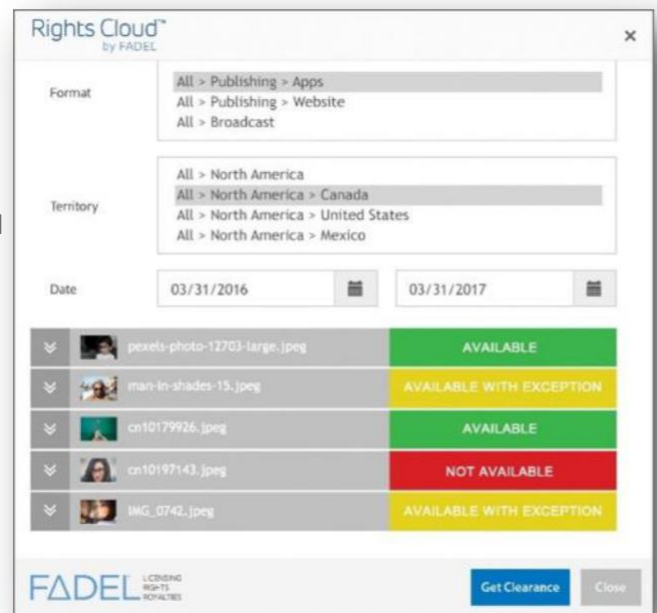 Rights Cloud™
by FADEL
×
Format
All > Publishing > Apps
All > Publishing > Website
All > Broadcast
Territory
All > North America
All > North America > Canada
All > North America > United States
All > North America > Mexico
Date
03/31/2016
03/31/2017
pexels-photo-12703-large.jpeg AVAILABLE
man-in-shades-15.jpeg AVAILABLE WITH EXCEPTION
cn10179926.jpeg AVAILABLE
cn10197143.jpeg NOT AVAILABLE
IMG_0742.jpeg AVAILABLE WITH EXCEPTION
FADEL
LICENSING
RIGHTS
ROYALTIES
Get Clearance
Close